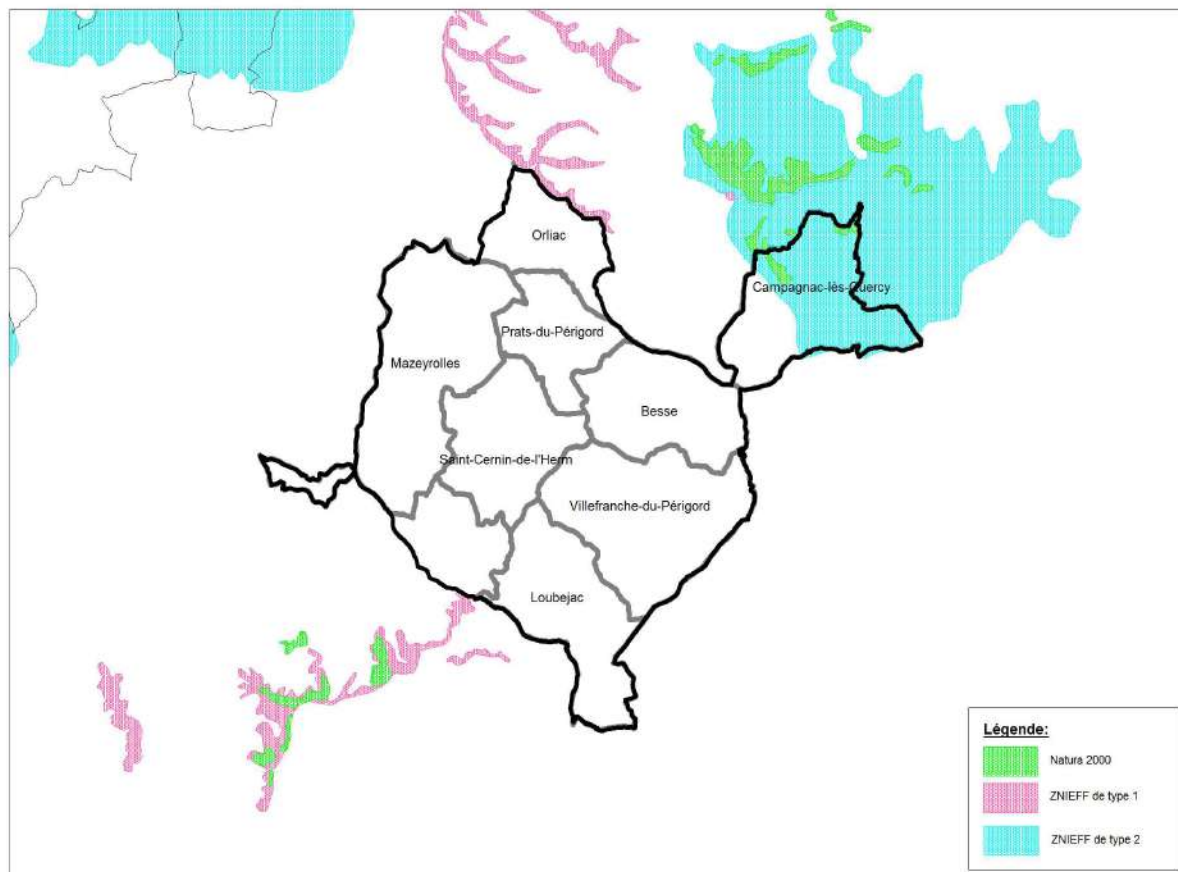 Orliac
Campagnac-lès-Quercy
Prats-du-Périgord
Mazeyrolles
Besse
Saint-Cernin-de-l'Herm
Villefranche-du-Périgord
Loubejac
Légende:
Natura 2000
ZNIEFF de type 1
ZNIEFF de type 2